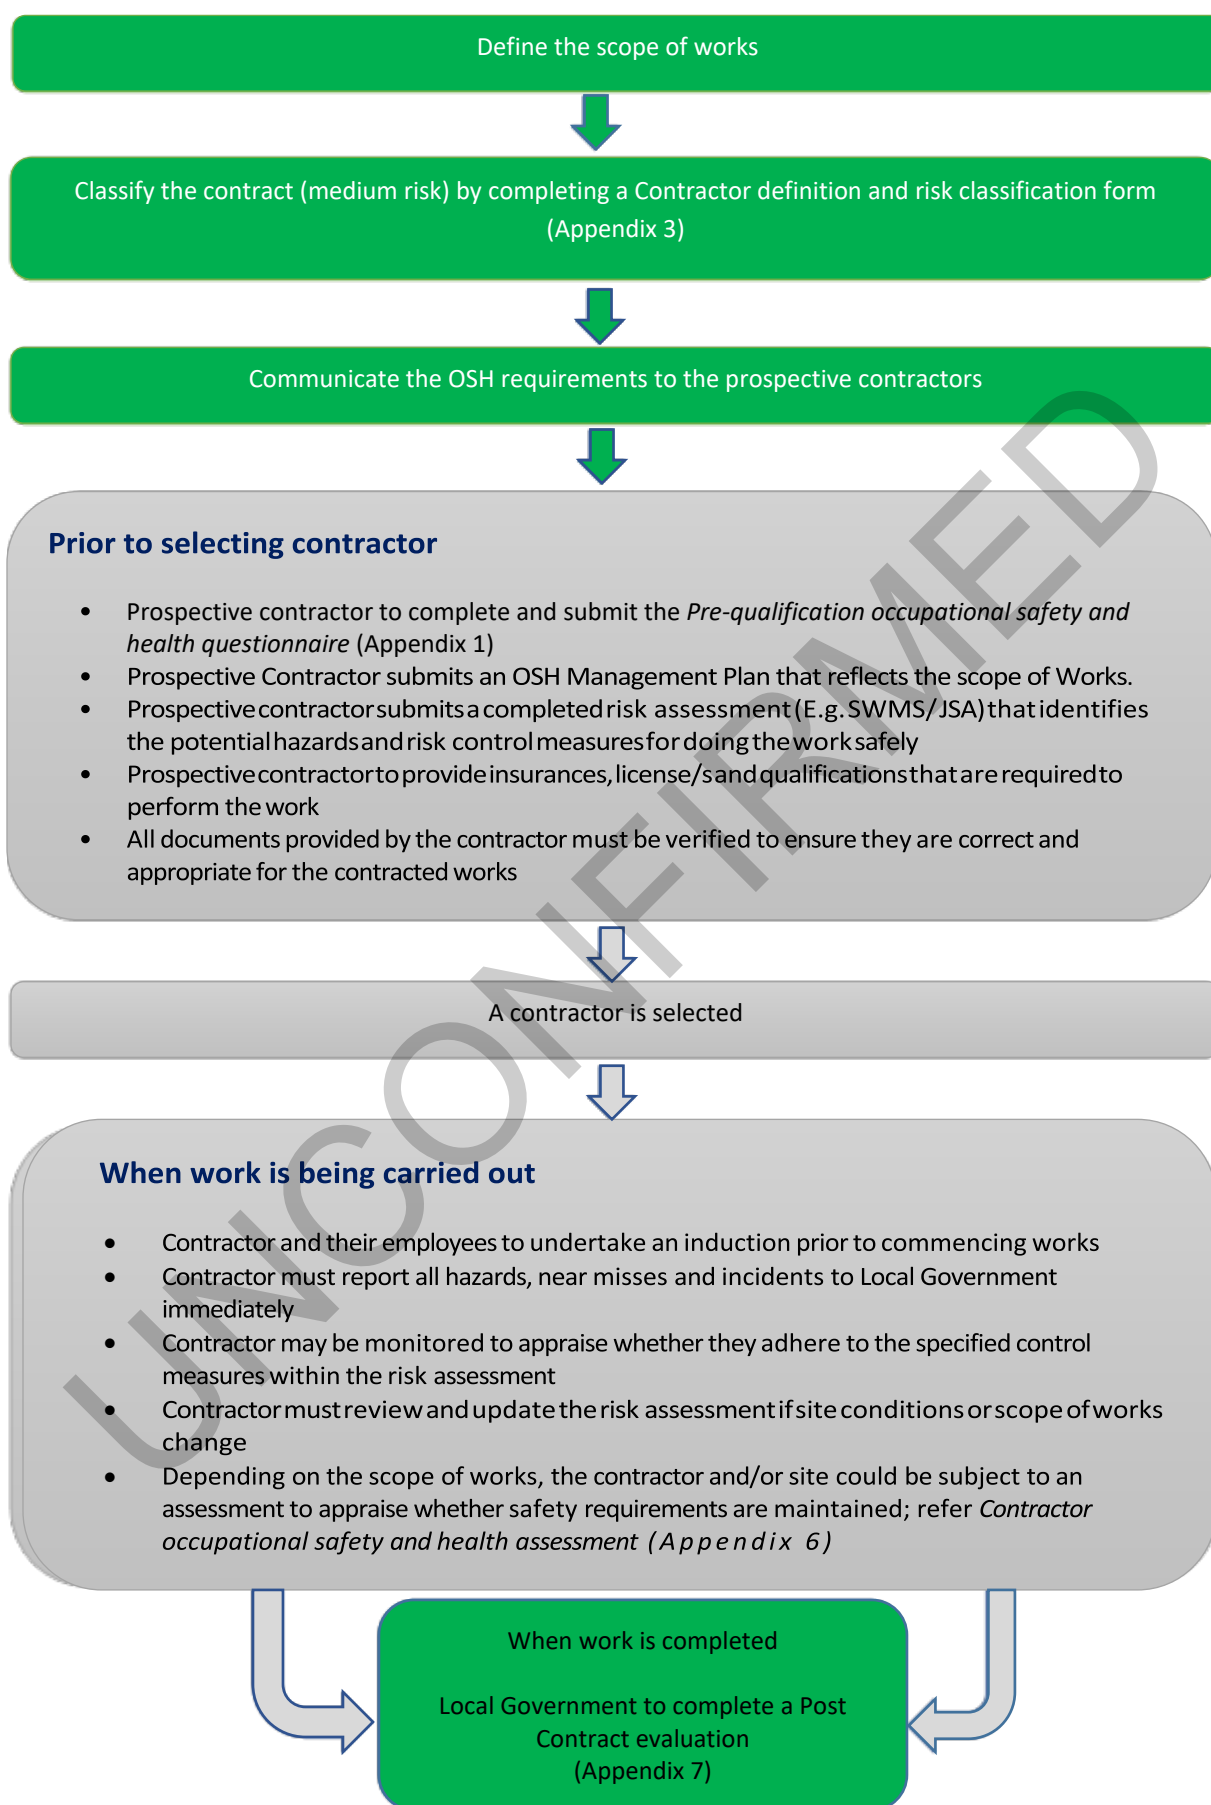 Define the scope of works
Classify the contract (medium risk) by completing a Contractor definition and risk classification form
(Appendix 3)
Communicate the OSH requirements to the prospective contractors
Prior to selecting contractor
• Prospective contractor to complete and submit the Pre-qualification occupational safety and
health questionnaire (Appendix 1)
• Prospective Contractor submits an OSH Management Plan that reflects the scope of Works.
• Prospective contractor submits a completed risk assessment (E.g. SWMS/JSA) that identifies
the potential hazards and risk control measures for doing the work safely
• Prospective contractor to provide insurances, license/s and qualifications that are required to
perform the work
• All documents provided by the contractor must be verified to ensure they are correct and
appropriate for the contracted works
A contractor is selected
When work is being carried out
• Contractor and their employees to undertake an induction prior to commencing works
• Contractor must report all hazards, near misses and incidents to Local Government
immediately
• Contractor may be monitored to appraise whether they adhere to the specified control
measures within the risk assessment
• Contractor must review and update the risk assessment if site conditions or scope of works
change
• Depending on the scope of works, the contractor and/or site could be subject to an
assessment to appraise whether safety requirements are maintained; refer Contractor
occupational safety and health assessment (Appendix 6)
When work is completed
Local Government to complete a Post
Contract evaluation
(Appendix 7)
UNCONFIRMED